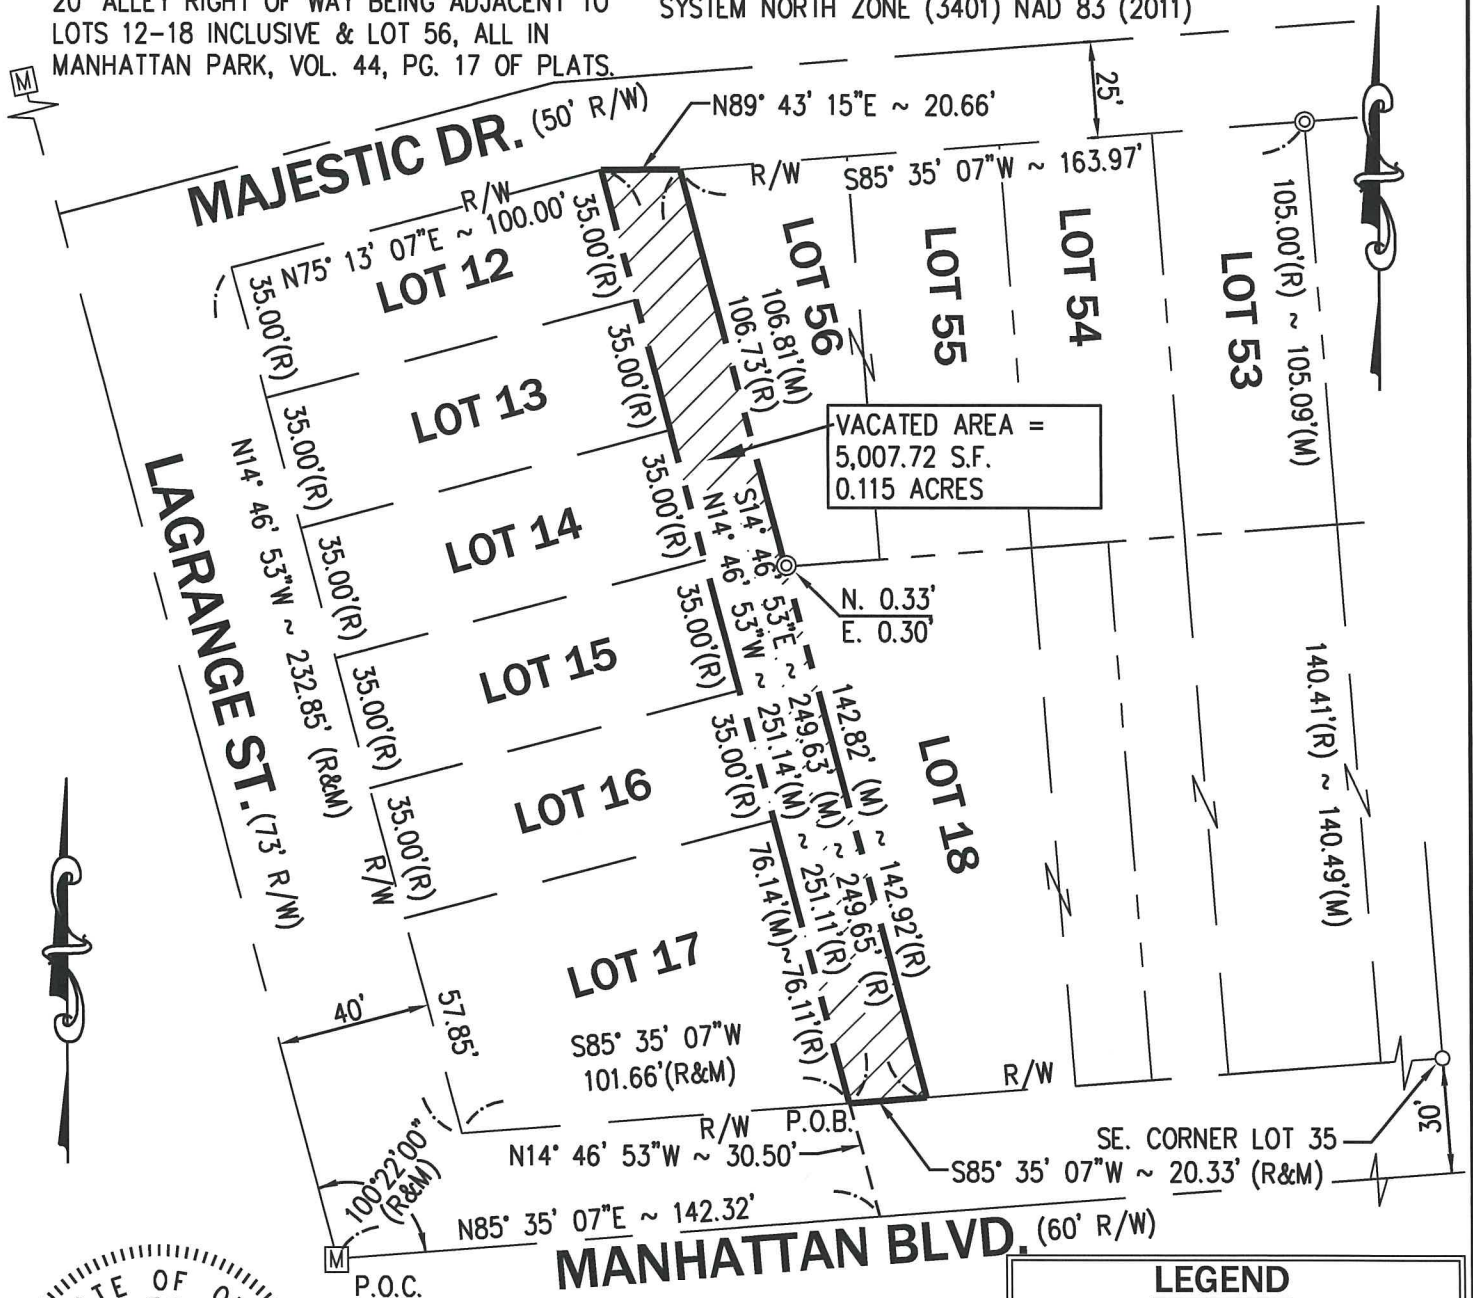 20' ALLEY RIGHT OF WAY BEING ADJACENT TO
LOTS 12-18 INCLUSIVE & LOT 56, ALL IN
MANHATTAN PARK, VOL. 44, PG. 17 OF PLATS.
SYSTEM NORTH ZONE (3401) NAD 83 (2011)
M
MAJESTIC DR. (50' R/W)
N89° 43' 15"E ~ 20.66'
25'
R/W
N75° 13' 07"E ~ 100.00'
R/W
S85° 35' 07"W ~ 163.97'
LOT 12
35.00'(R)
35.00'(R)
LOT 13
35.00'(R)
35.00'(R)
LOT 14
35.00'(R)
35.00'(R)
LOT 15
35.00'(R)
35.00'(R)
LOT 16
35.00'(R)
35.00'(R)
LOT 17
57.85'
76.14'(M)~76.11'(R)
S85° 35' 07"W
101.66'(R&M)
LOT 56
LOT 55
LOT 54
LOT 53
106.81'(M)
106.73'(R)
105.00'(R) ~ 105.09'(M)
VACATED AREA =
5,007.72 S.F.
0.115 ACRES
LAGRANGE ST. (73' R/W)
N14° 46' 53"W ~ 232.85' (R&M)
R/W
S14° 46' 53"E ~ 249.63' (M) ~ 249.65' (R)
N14° 46' 53"W ~ 251.14'(M) ~ 251.11'(R)
N. 0.33'
E. 0.30'
142.82' (M) ~ 142.92'(R)
LOT 18
140.41'(R) ~ 140.49'(M)
40'
R/W
R/W
P.O.B.
N14° 46' 53"W ~ 30.50'
SE. CORNER LOT 35
30'
S85° 35' 07"W ~ 20.33' (R&M)
100°22'00"
(R&M)
N85° 35' 07"E ~ 142.32'
MANHATTAN BLVD. (60' R/W)
M
P.O.C.
LEGEND
TE OF O